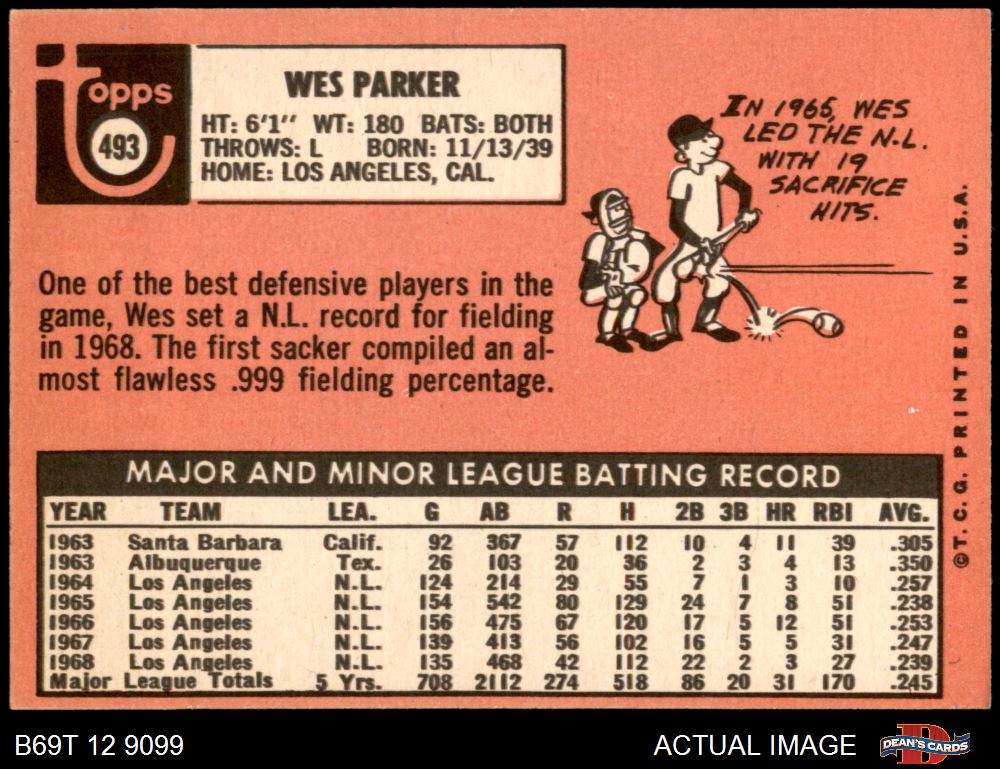 topps
493
WES PARKER
HT: 6'1" WT: 180 BATS: BOTH
THROWS: L BORN: 11/13/39
HOME: LOS ANGELES, CAL.
IN 1965, WES
LED THE N.L.
WITH 19
SACRIFICE
HITS.
One of the best defensive players in the
game, Wes set a N.L. record for fielding
in 1968. The first sacker compiled an al-
most flawless .999 fielding percentage.
MAJOR AND MINOR LEAGUE BATTING RECORD
YEAR TEAM LEA. G AB R H 2B 3B HR RBI AVG.
1963 Santa Barbara Calif. 92 367 57 112 10 4 11 39 .305
1963 Albuquerque Tex. 26 103 20 36 2 3 4 13 .350
1964 Los Angeles N.L. 124 214 29 55 7 1 3 10 .257
1965 Los Angeles N.L. 154 542 80 129 24 7 8 51 .238
1966 Los Angeles N.L. 156 475 67 120 17 5 12 51 .253
1967 Los Angeles N.L. 139 413 56 102 16 5 5 31 .247
1968 Los Angeles N.L. 135 468 42 112 22 2 3 27 .239
Major League Totals 5 Yrs. 708 2112 274 518 86 20 31 170 .245
©T.C.G. PRINTED IN U.S.A.
B69T 12 9099
ACTUAL IMAGE
D
DEAN'S CARDS